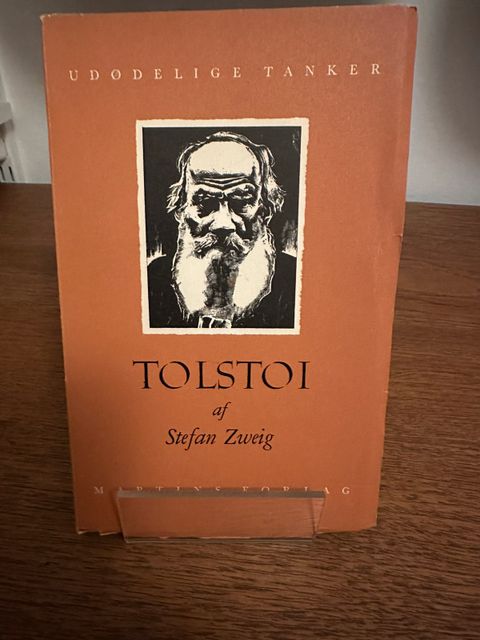 UDØDELIGE TANKER
TOLSTOI
af
Stefan Zweig
MARTINS FORLAG